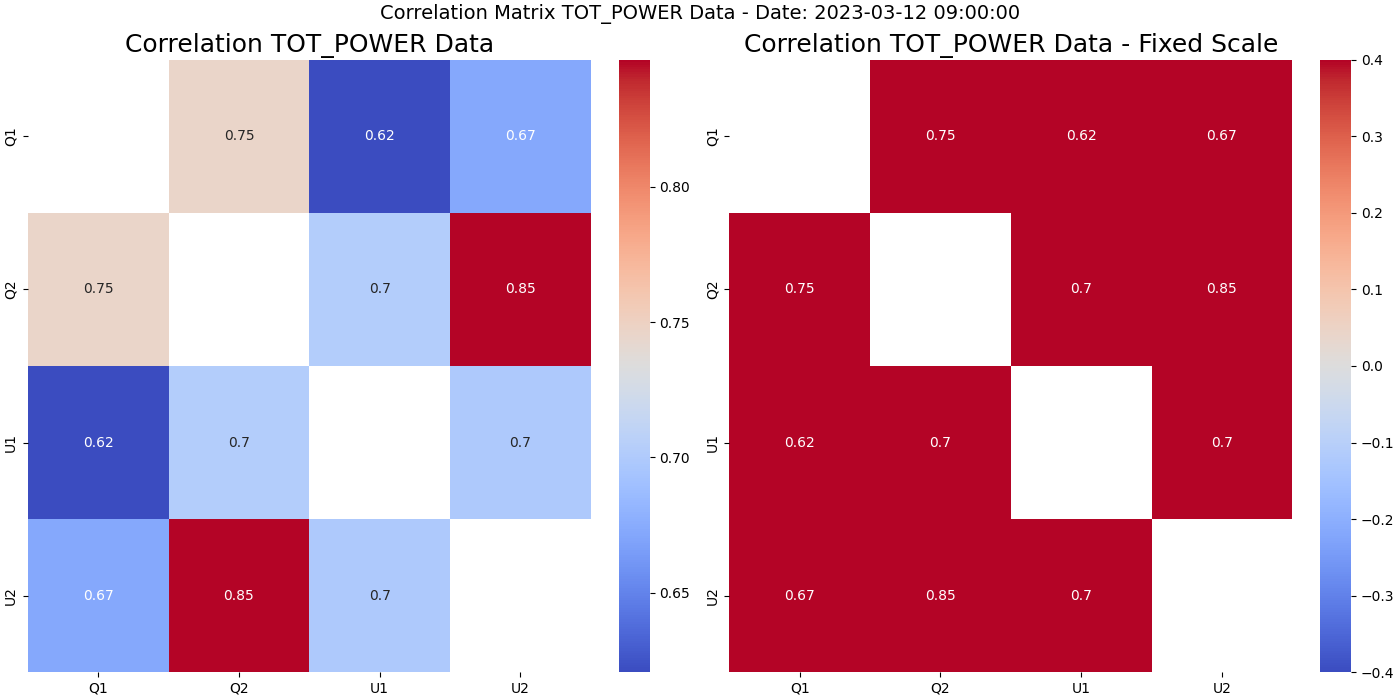 Correlation Matrix TOT_POWER Data - Date: 2023-03-12 09:00:00
Correlation TOT_POWER Data
Q1
0.75
0.62
0.67
Q2
0.75
0.7
0.85
U1
0.62
0.7
0.7
U2
0.67
0.85
0.7
Q1
Q2
U1
U2
0.80
0.75
0.70
0.65
Correlation TOT_POWER Data - Fixed Scale
Q1
0.75
0.62
0.67
Q2
0.75
0.7
0.85
U1
0.62
0.7
0.7
U2
0.67
0.85
0.7
Q1
Q2
U1
U2
0.4
0.3
0.2
0.1
0.0
−0.1
−0.2
−0.3
−0.4